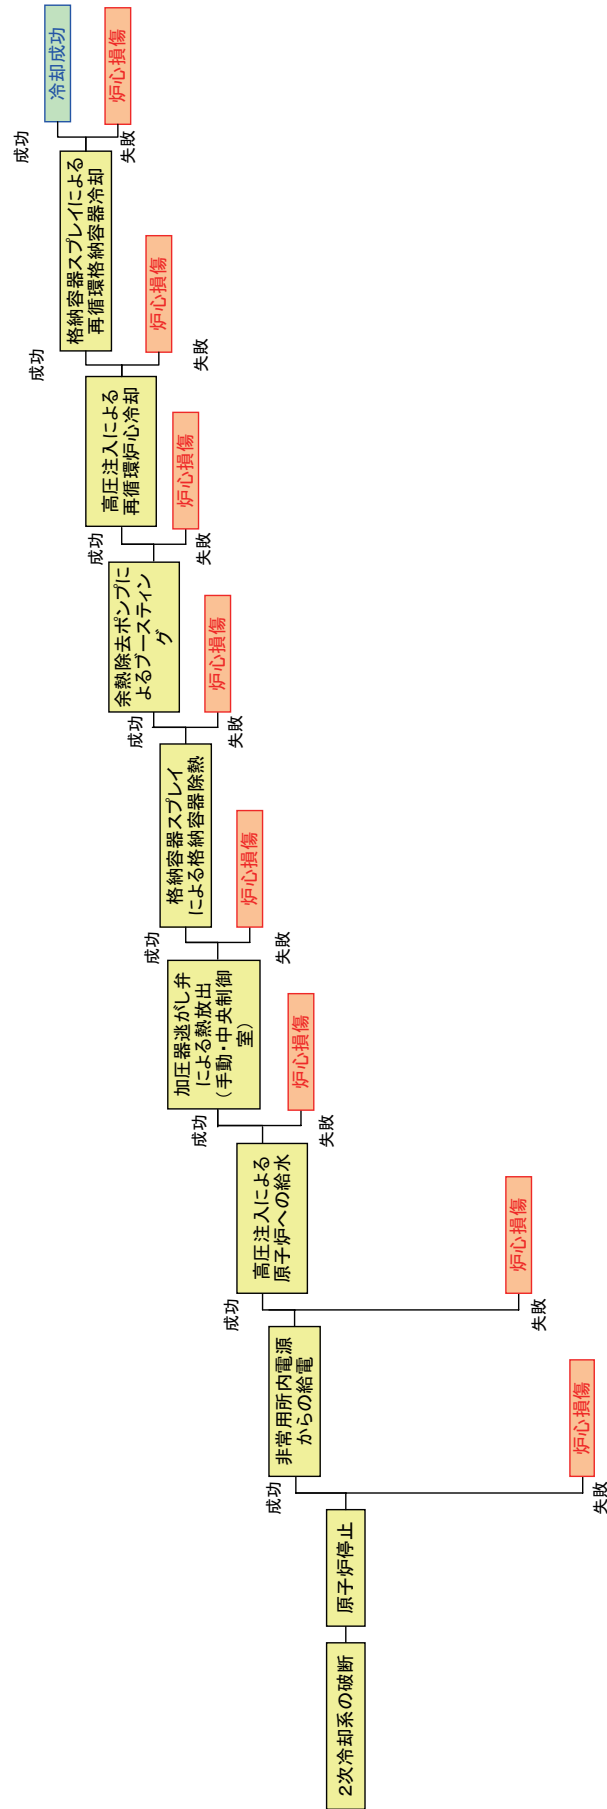 2次冷却系の破断
原子炉停止
成功
失敗
非常用所内電源
からの給電
炉心損傷
成功
失敗
高圧注入による
原子炉への給水
炉心損傷
成功
失敗
加圧器逃がし弁
による熱放出
(手動・中央制御
室)
炉心損傷
成功
失敗
格納容器スプレイ
による格納容器除熱
炉心損傷
成功
失敗
余熱除去ポンプに
よるブースティン
グ
炉心損傷
成功
失敗
高圧注入による
再循環炉心冷却
炉心損傷
成功
失敗
格納容器スプレイによる
再循環格納容器冷却
炉心損傷
成功
失敗
冷却成功
炉心損傷